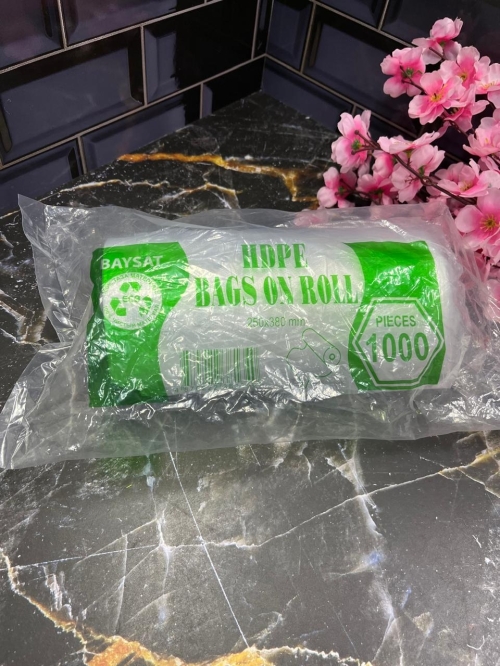 BAYSAT
HDPE
BAGS ON ROLL
250x380 mm
PIECES
1000